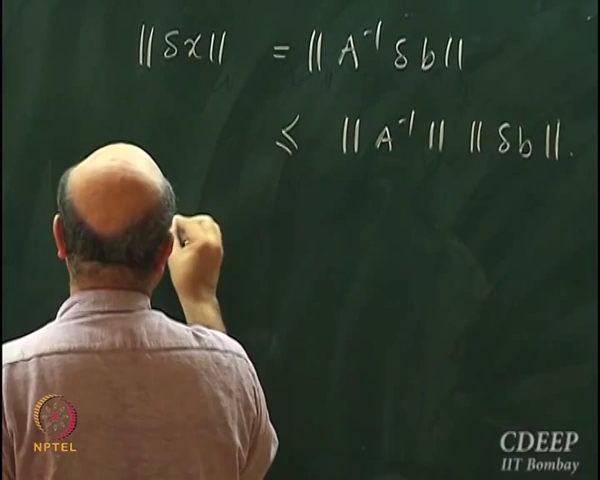 ||δx|| = ||A⁻¹ δb||
≤ ||A⁻¹|| ||δb||.
NPTEL
CDEEP
IIT Bombay